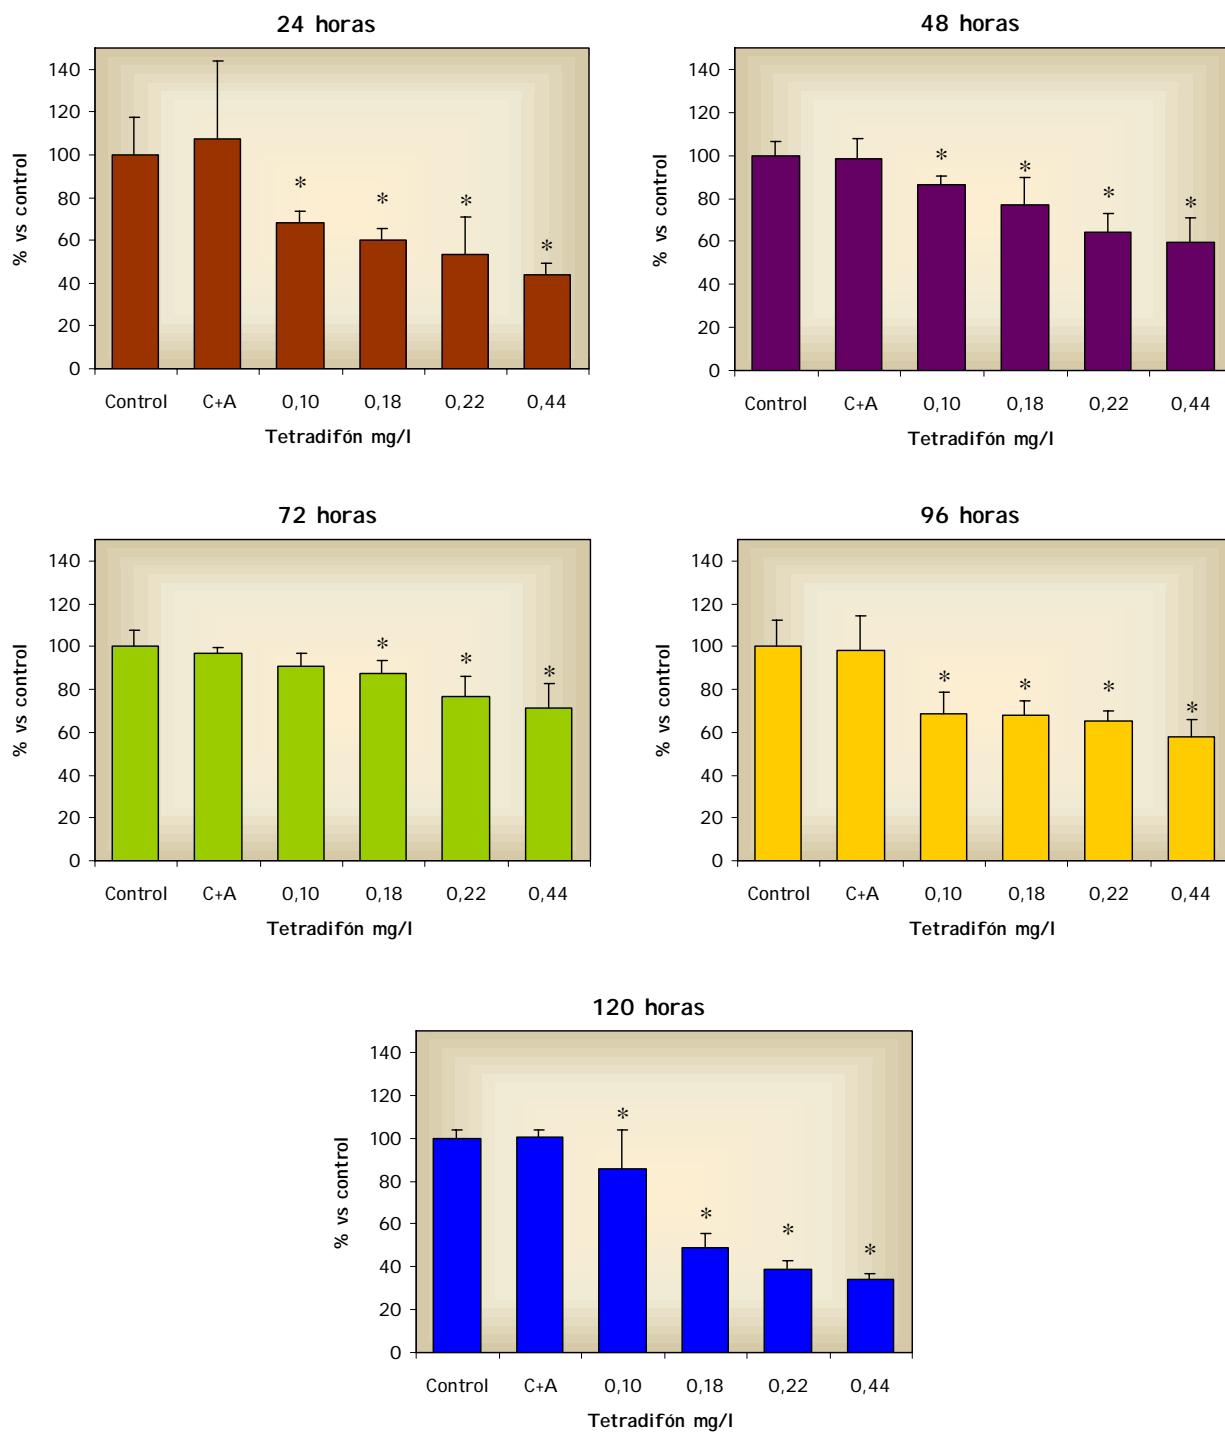 24 horas
% vs control
140
120
100
80
60
40
20
0
* * * *
Control C+A 0,10 0,18 0,22 0,44
Tetradifón mg/l
48 horas
% vs control
140
120
100
80
60
40
20
0
* * * *
Control C+A 0,10 0,18 0,22 0,44
Tetradifón mg/l
72 horas
% vs control
140
120
100
80
60
40
20
0
* * *
Control C+A 0,10 0,18 0,22 0,44
Tetradifón mg/l
96 horas
% vs control
140
120
100
80
60
40
20
0
* * * *
Control C+A 0,10 0,18 0,22 0,44
Tetradifón mg/l
120 horas
% vs control
140
120
100
80
60
40
20
0
* * * *
Control C+A 0,10 0,18 0,22 0,44
Tetradifón mg/l